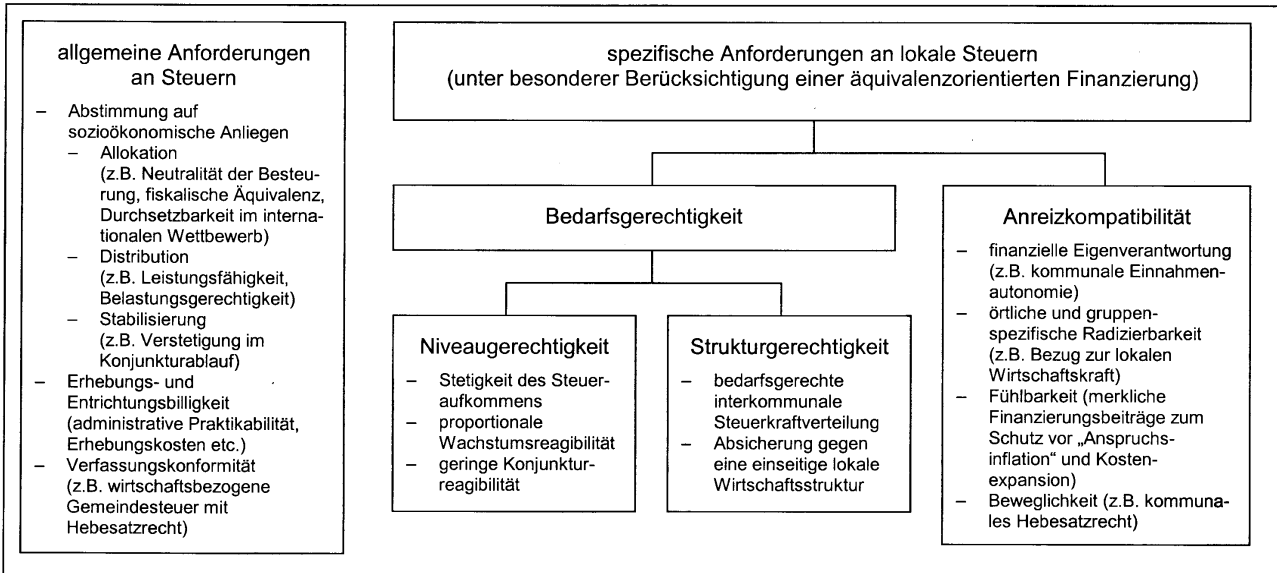 allgemeine Anforderungen
an Steuern
– Abstimmung auf
sozioökonomische Anliegen
– Allokation
(z.B. Neutralität der Besteu-
rung, fiskalische Äquivalenz,
Durchsetzbarkeit im interna-
tionalen Wettbewerb)
– Distribution
(z.B. Leistungsfähigkeit,
Belastungsgerechtigkeit)
– Stabilisierung
(z.B. Verstetigung im
Konjunkturablauf)
– Erhebungs- und
Entrichtungsbilligkeit
(administrative Praktikabilität,
Erhebungskosten etc.)
– Verfassungskonformität
(z.B. wirtschaftsbezogene
Gemeindesteuer mit
Hebesatzrecht)
spezifische Anforderungen an lokale Steuern
(unter besonderer Berücksichtigung einer äquivalenzorientierten Finanzierung)
Bedarfsgerechtigkeit
Niveaugerechtigkeit
– Stetigkeit des Steuer-
aufkommens
– proportionale
Wachstumsreagibilität
– geringe Konjunktur-
reagibilität
Strukturgerechtigkeit
– bedarfsgerechte
interkommunale
Steuerkraftverteilung
– Absicherung gegen
eine einseitige lokale
Wirtschaftsstruktur
Anreizkompatibilität
– finanzielle Eigenverantwortung
(z.B. kommunale Einnahmen-
autonomie)
– örtliche und gruppen-
spezifische Radizierbarkeit
(z.B. Bezug zur lokalen
Wirtschaftskraft)
– Fühlbarkeit (merkliche
Finanzierungsbeiträge zum
Schutz vor „Anspruchs-
inflation“ und Kosten-
expansion)
– Beweglichkeit (z.B. kommuna-
les Hebesatzrecht)